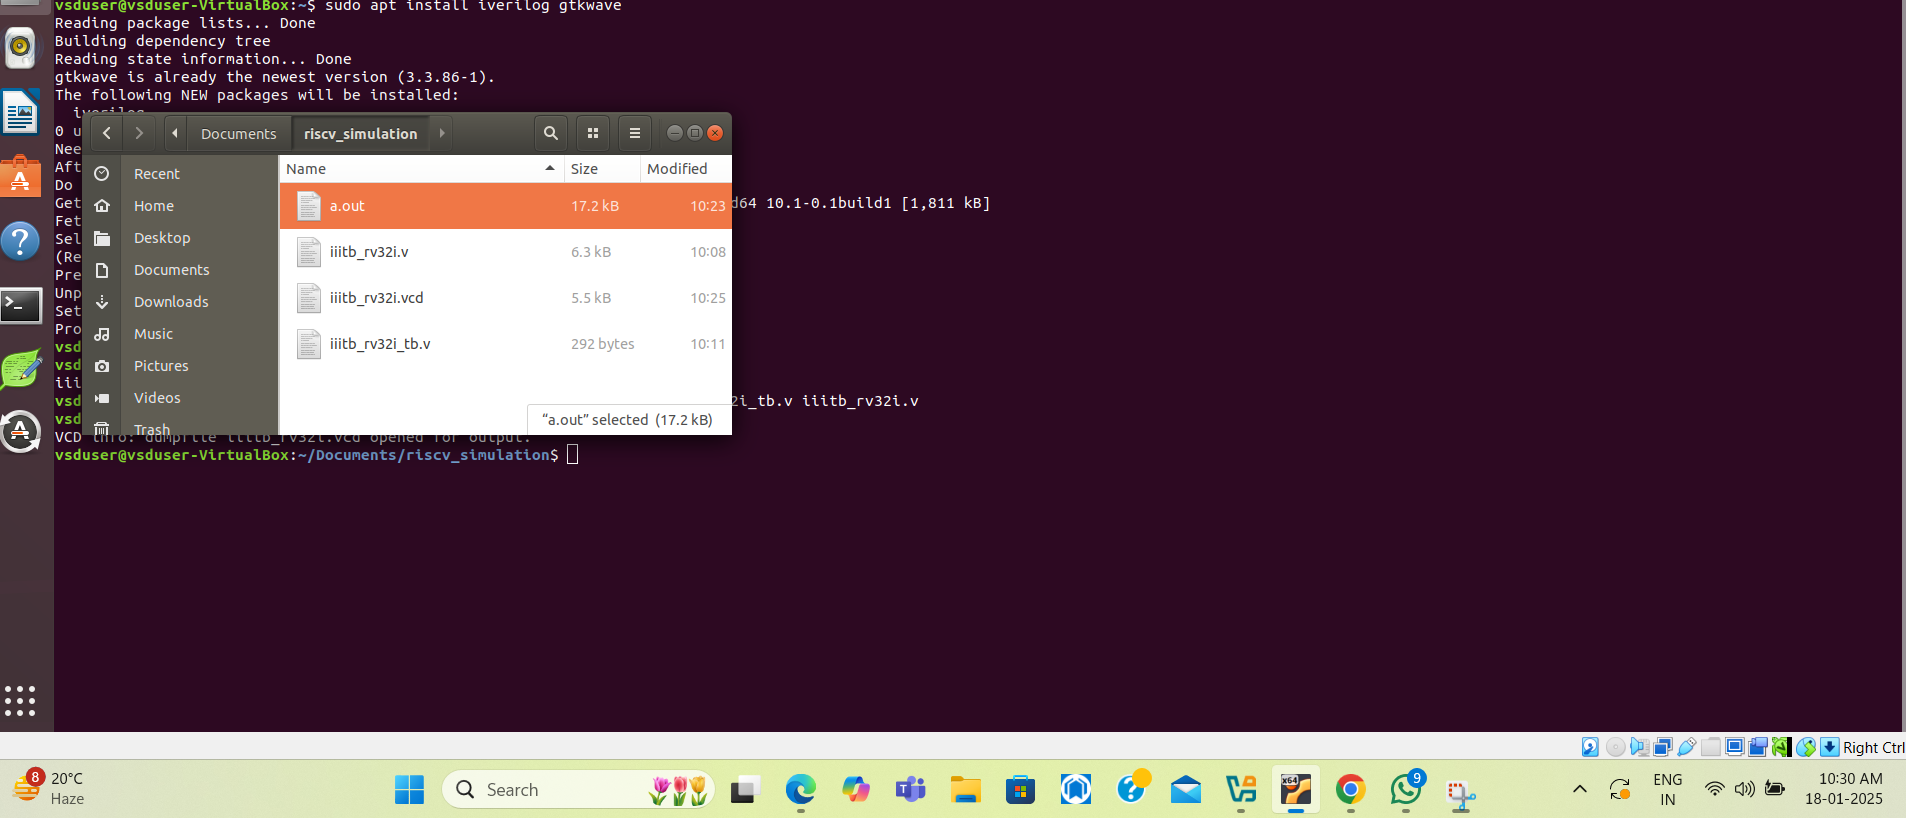 vsduser@vsduser-VirtualBox:~$ sudo apt install iverilog gtkwave
Reading package lists... Done
Building dependency tree
Reading state information... Done
gtkwave is already the newest version (3.3.86-1).
The following NEW packages will be installed:
0 u
Nee
Aft
Do
Get
Fet
Sel
(Re
Pre
Unp
Set
Pro
vsd
vsd
iii
vsd
vsd
d64 10.1-0.1build1 [1,811 kB]
2i_tb.v iiitb_rv32i.v
VCD info: dumpfile iiitb_rv32i.vcd opened for output.
vsduser@vsduser-VirtualBox:~/Documents/riscv_simulation$
Documents riscv_simulation
Recent
Home
Desktop
Documents
Downloads
Music
Pictures
Videos
Trash
Name Size Modified
a.out 17.2 kB 10:23
iiitb_rv32i.v 6.3 kB 10:08
iiitb_rv32i.vcd 5.5 kB 10:25
iiitb_rv32i_tb.v 292 bytes 10:11
“a.out” selected (17.2 kB)
Right Ctrl
8
20°C
Haze
Search
x64
9
ENG
IN
10:30 AM
18-01-2025